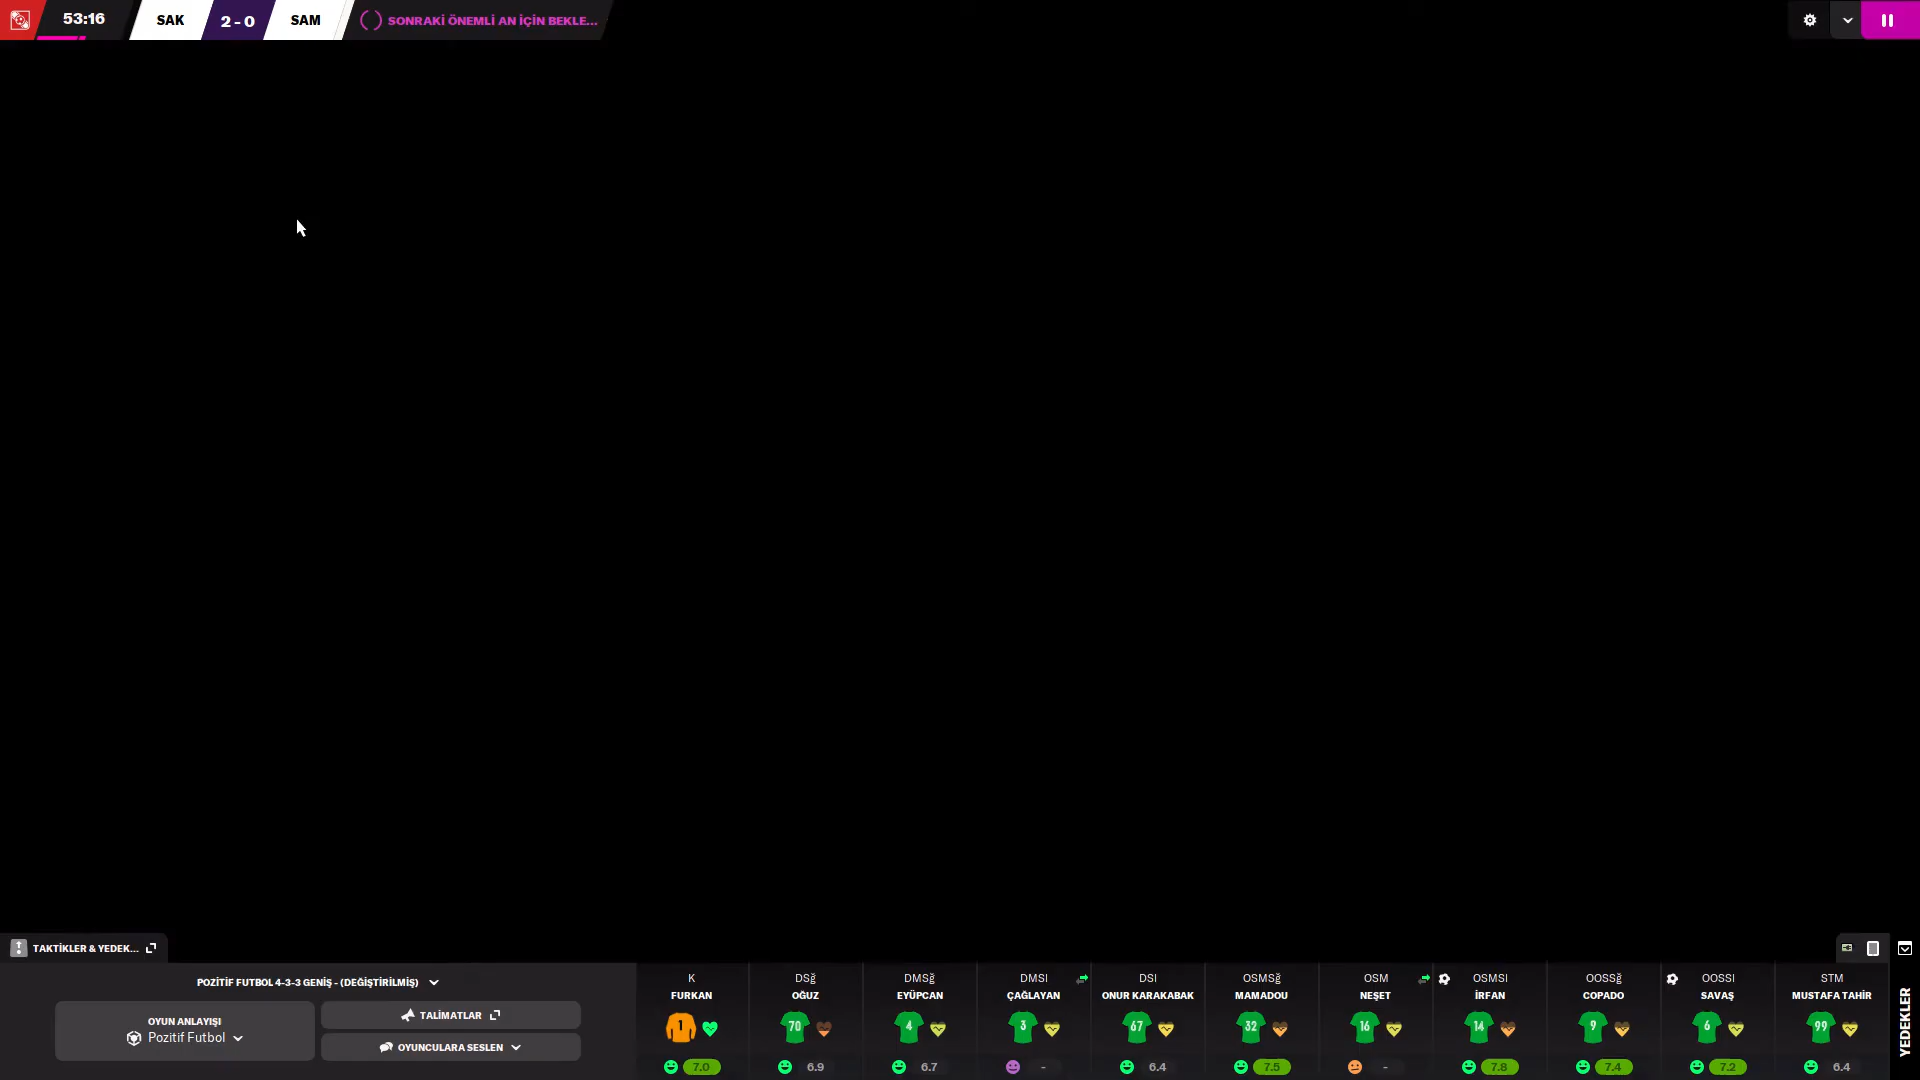 53:16
SAK
2 - 0
SAM
SONRAKİ ÖNEMLİ AN İÇİN BEKLE...
TAKTİKLER & YEDEK...
POZİTİF FUTBOL 4-3-3 GENİŞ - (DEĞİŞTİRİLMİŞ)
OYUN ANLAYIŞI
Pozitif Futbol
TALİMATLAR
OYUNCULARA SESLEN
K
FURKAN
1
7.0
DSğ
OĞUZ
70
6.9
DMSğ
EYÜPCAN
4
6.7
DMSl
ÇAĞLAYAN
3
-
DSl
ONUR KARAKABAK
67
6.4
OSMSğ
MAMADOU
32
7.5
OSM
NEŞET
16
-
OSMSl
İRFAN
14
7.8
OOSSğ
COPADO
9
7.4
OOSSl
SAVAŞ
6
7.2
STM
MUSTAFA TAHİR
99
6.4
YEDEKLER